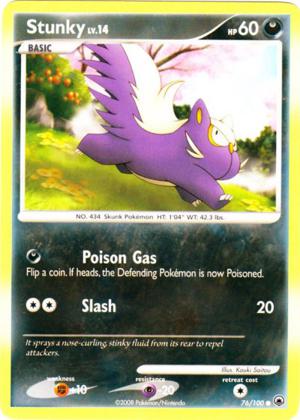 Stunky LV.14 HP 60
BASIC
NO. 434 Skunk Pokémon HT: 1'04" WT: 42.3 lbs.
Poison Gas
Flip a coin. If heads, the Defending Pokémon is now Poisoned.
Slash 20
It sprays a nose-curling, stinky fluid from its rear to repel
attackers.
Illus. Kouki Saitou
weakness resistance retreat cost
+10 -20
©2008 Pokémon/Nintendo 76/100